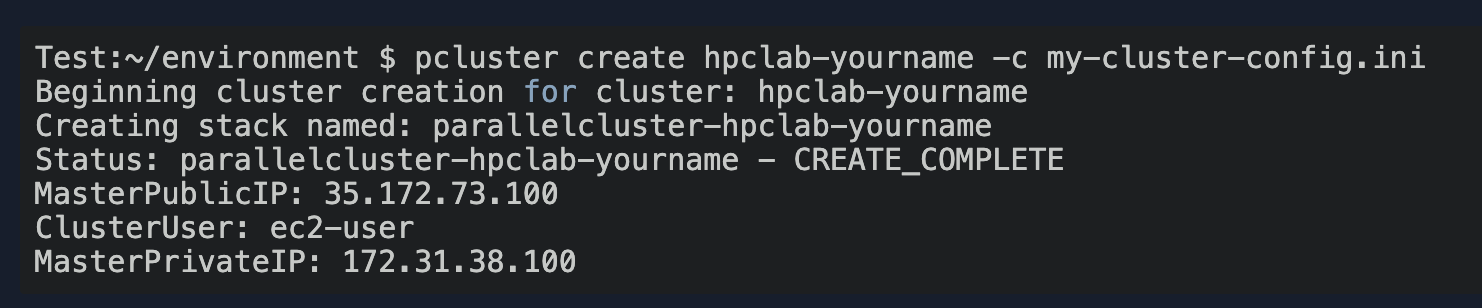 Test:~/environment $ pcluster create hpclab-yourname -c my-cluster-config.ini
Beginning cluster creation for cluster: hpclab-yourname
Creating stack named: parallelcluster-hpclab-yourname
Status: parallelcluster-hpclab-yourname - CREATE_COMPLETE
MasterPublicIP: 35.172.73.100
ClusterUser: ec2-user
MasterPrivateIP: 172.31.38.100